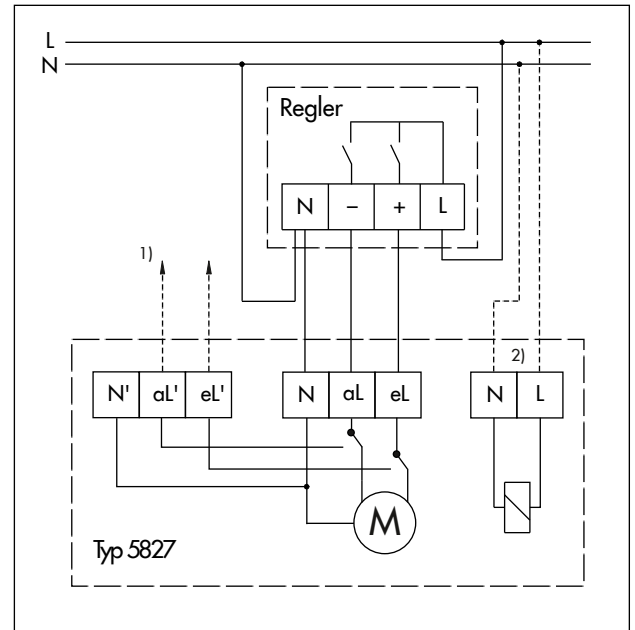 L
N
Regler
N – + L
1)
2)
N' aL' eL' N aL eL N L
M
Typ 5827